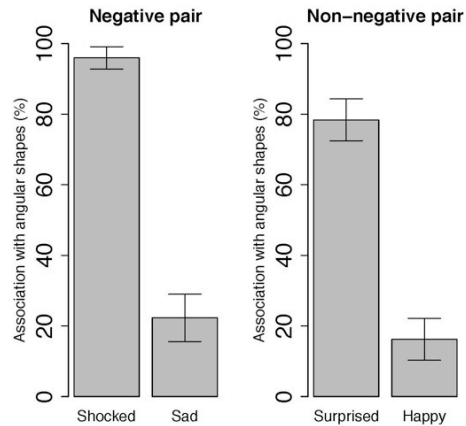 Negative pair
Association with angular shapes (%)
100
80
60
40
20
0
Shocked Sad
Non−negative pair
Association with angular shapes (%)
100
80
60
40
20
0
Surprised Happy